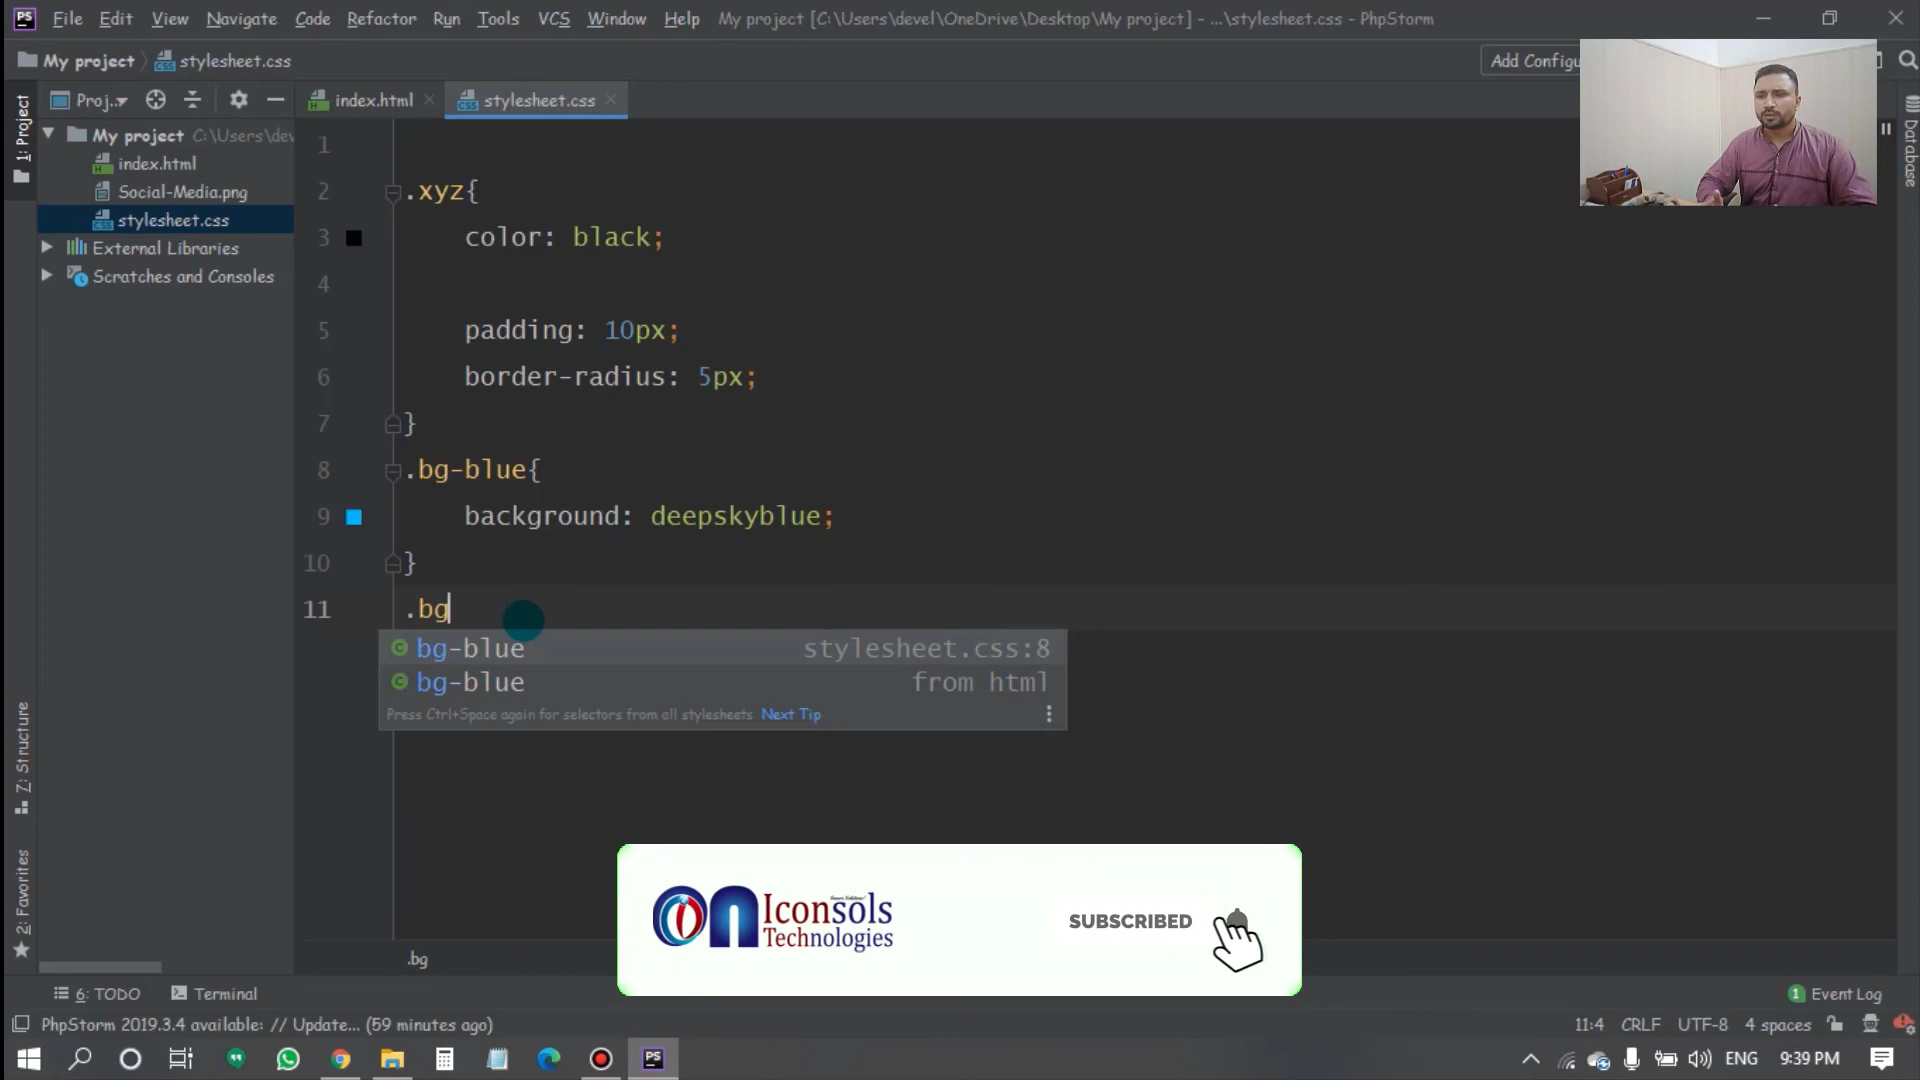 PS File Edit View Navigate Code Refactor Run Tools VCS Window Help My project [C:\Users\devel\OneDrive\Desktop\My project] - ...\stylesheet.css - PhpStorm
My project stylesheet.css
Add Configu
Proj.. index.html stylesheet.css
1: Project
My project C:\Users\dev
index.html
Social-Media.png
stylesheet.css
External Libraries
Scratches and Consoles
Database
1
2 .xyz{
3 color: black;
4
5 padding: 10px;
6 border-radius: 5px;
7 }
8 .bg-blue{
9 background: deepskyblue;
10 }
11 .bg
bg-blue stylesheet.css:8
bg-blue from html
Press Ctrl+Space again for selectors from all stylesheets Next Tip
Z: Structure
2: Favorites
Iconsols
Technologies
SUBSCRIBED
.bg
6: TODO Terminal
1 Event Log
PhpStorm 2019.3.4 available: // Update... (59 minutes ago)
11:4 CRLF UTF-8 4 spaces
PS
ENG 9:39 PM